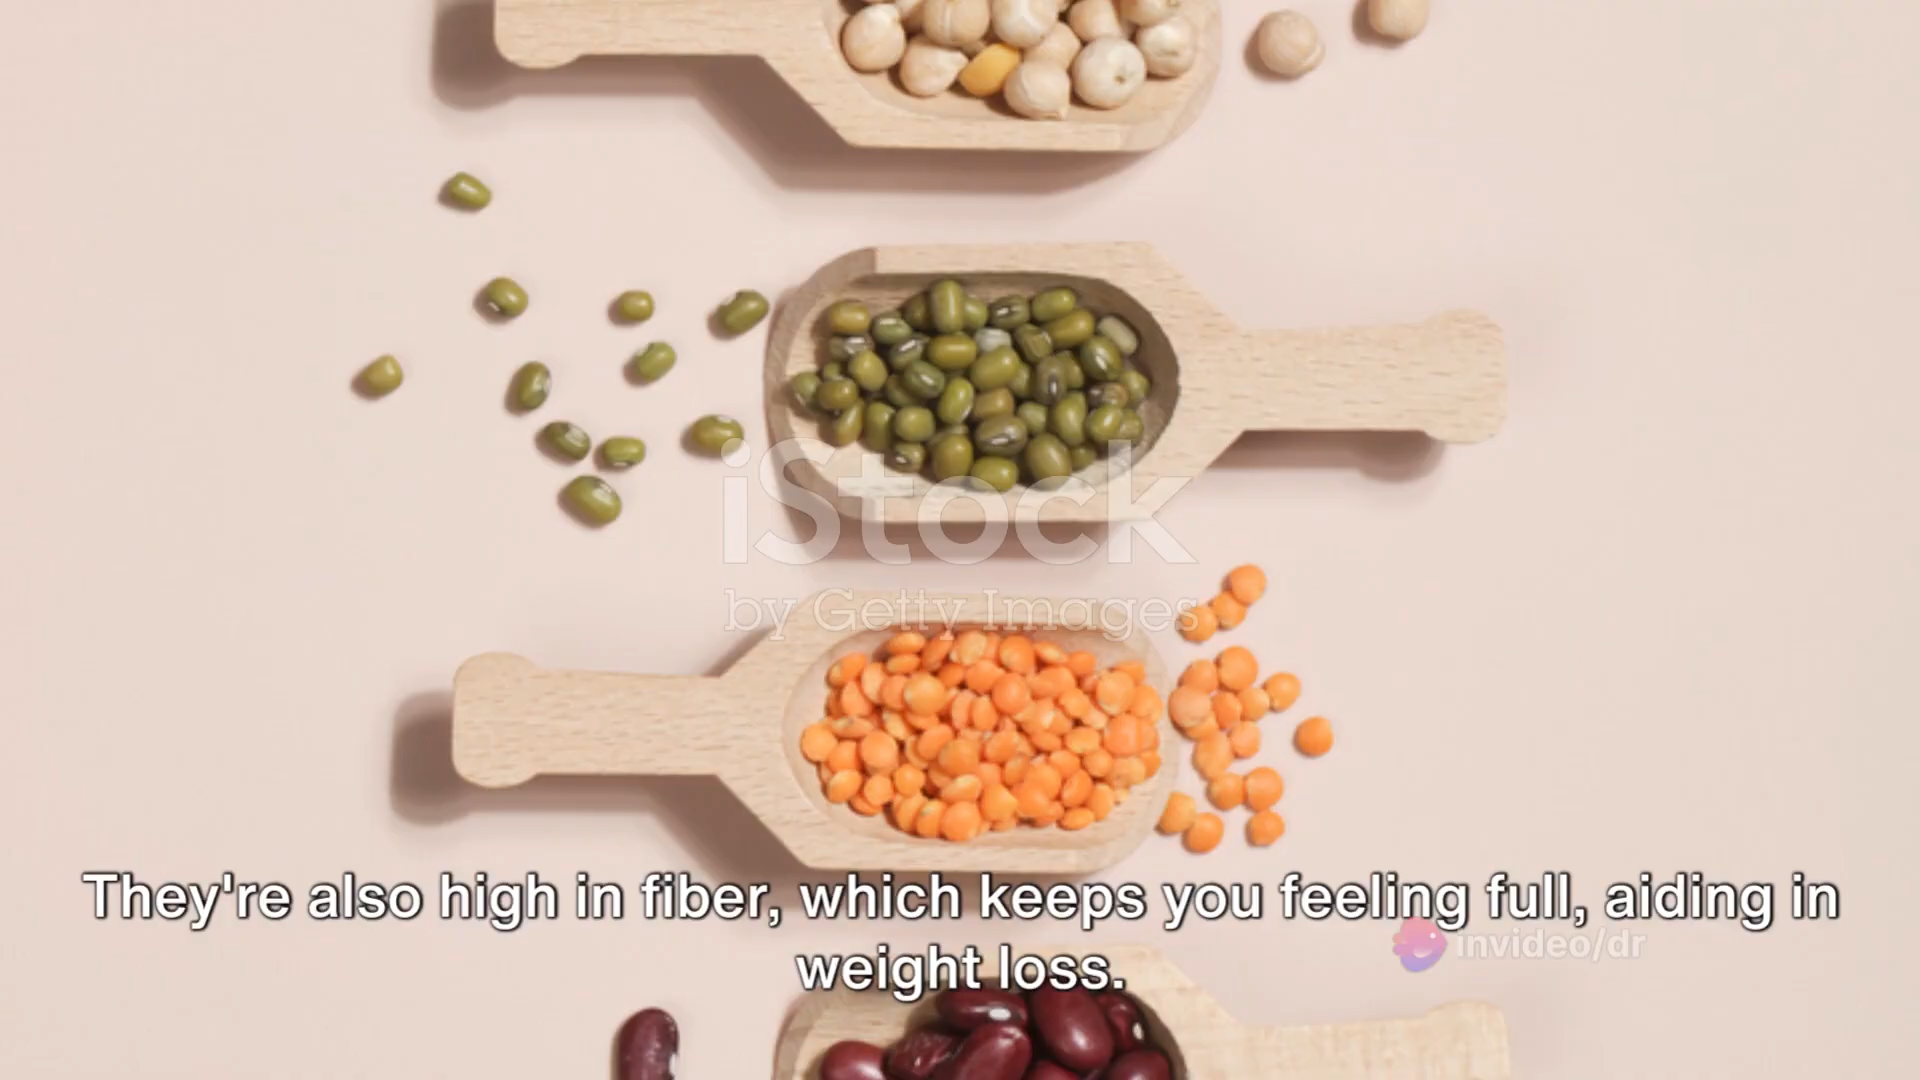 iStock
by Getty Images
They're also high in fiber, which keeps you feeling full, aiding in
invideo/dr
weight loss.